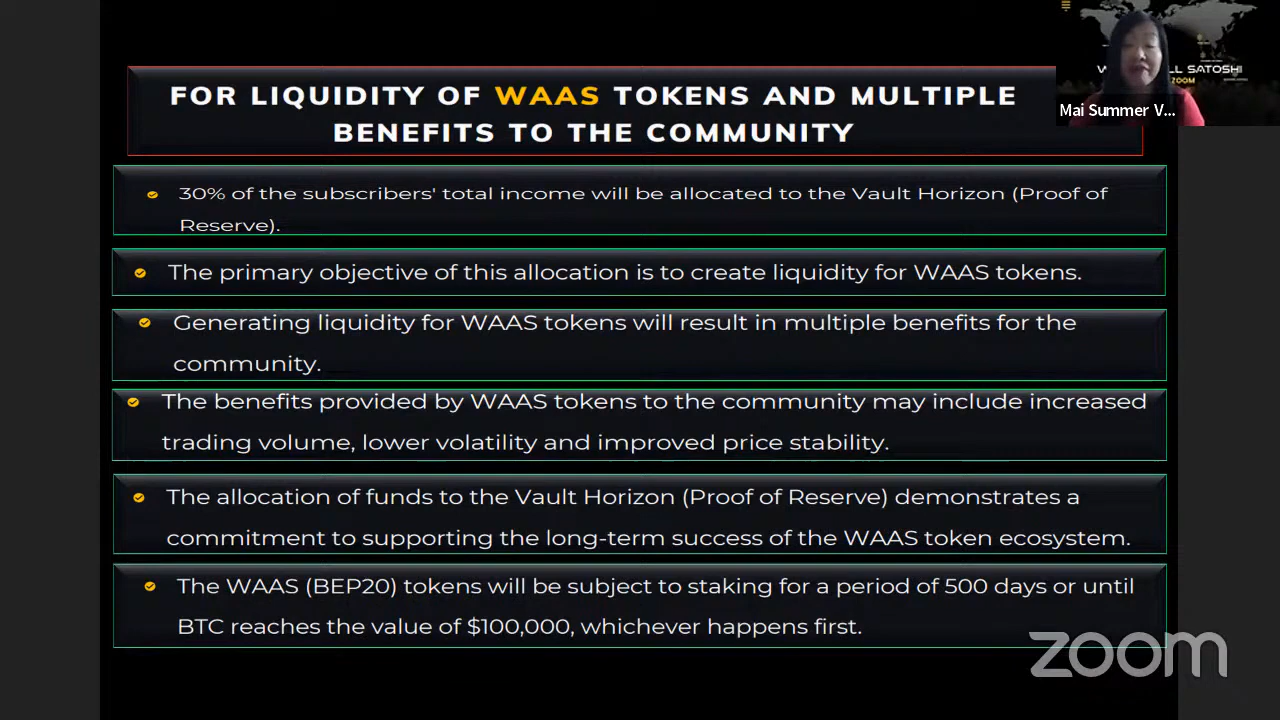 FOR LIQUIDITY OF WAAS TOKENS AND MULTIPLE
BENEFITS TO THE COMMUNITY
LL SATOSHI
ZOOM
Mai Summer V...
30% of the subscribers' total income will be allocated to the Vault Horizon (Proof of
Reserve).
The primary objective of this allocation is to create liquidity for WAAS tokens.
Generating liquidity for WAAS tokens will result in multiple benefits for the
community.
The benefits provided by WAAS tokens to the community may include increased
trading volume, lower volatility and improved price stability.
The allocation of funds to the Vault Horizon (Proof of Reserve) demonstrates a
commitment to supporting the long-term success of the WAAS token ecosystem.
The WAAS (BEP20) tokens will be subject to staking for a period of 500 days or until
BTC reaches the value of $100,000, whichever happens first.
zoom